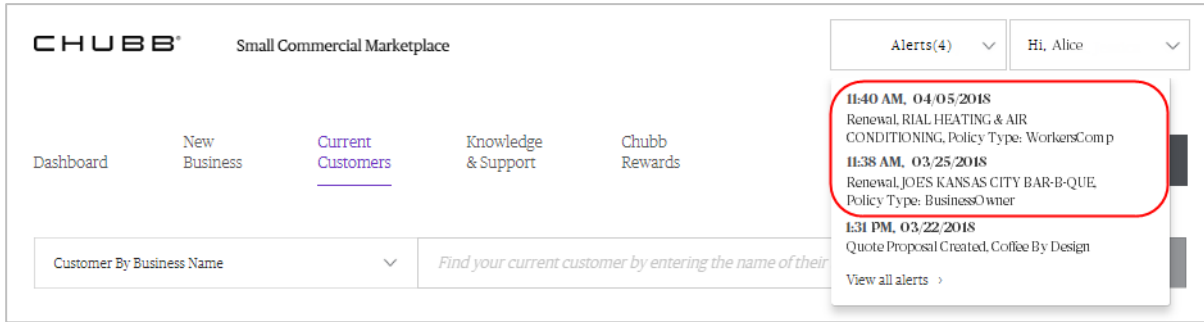 CHUBB®
Small Commercial Marketplace
Alerts(4)
Hi, Alice
11:40 AM, 04/05/2018
Renewal, RIAL HEATING & AIR
CONDITIONING, Policy Type: WorkersComp
11:38 AM, 03/25/2018
Renewal, JOE'S KANSAS CITY BAR-B-QUE,
Policy Type: BusinessOwner
1:31 PM, 03/22/2018
Quote Proposal Created, Coffee By Design
View all alerts >
Dashboard
New
Business
Current
Customers
Knowledge
& Support
Chubb
Rewards
Customer By Business Name
Find your current customer by entering the name of their